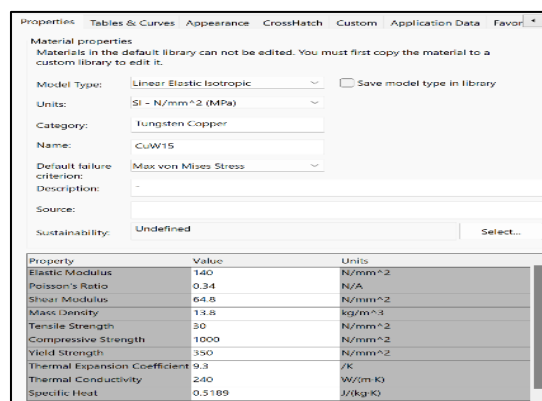 Properties Tables & Curves Appearance CrossHatch Custom Application Data Favor
Material properties
Materials in the default library can not be edited. You must first copy the material to a
custom library to edit it.
Model Type: Linear Elastic Isotropic Save model type in library
Units: SI - N/mm^2 (MPa)
Category: Tungsten Copper
Name: CuW15
Default failure criterion: Max von Mises Stress
Description: -
Source:
Sustainability: Undefined Select...
Property Value Units
Elastic Modulus 140 N/mm^2
Poisson's Ratio 0.34 N/A
Shear Modulus 64.8 N/mm^2
Mass Density 13.8 kg/m^3
Tensile Strength 30 N/mm^2
Compressive Strength 1000 N/mm^2
Yield Strength 350 N/mm^2
Thermal Expansion Coefficient 9.3 /K
Thermal Conductivity 240 W/(m·K)
Specific Heat 0.5189 J/(kg·K)